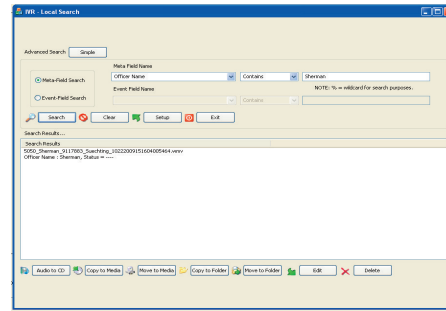 IVR - Local Search
Advanced Search Simple
Meta Field Name
Meta-Field Search Officer Name Contains Sherman
Event Field Name NOTE: % = wildcard for search purposes.
Event-Field Search Contains
Search Clear Setup Exit
Search Results...
Search Results
5050_Sherman_9117883_Suechting_10222009151604085464.wmv
Officer Name : Sherman, Status = ----
Audio to CD Copy to Media Move to Media Copy to Folder Move to Folder Edit Delete